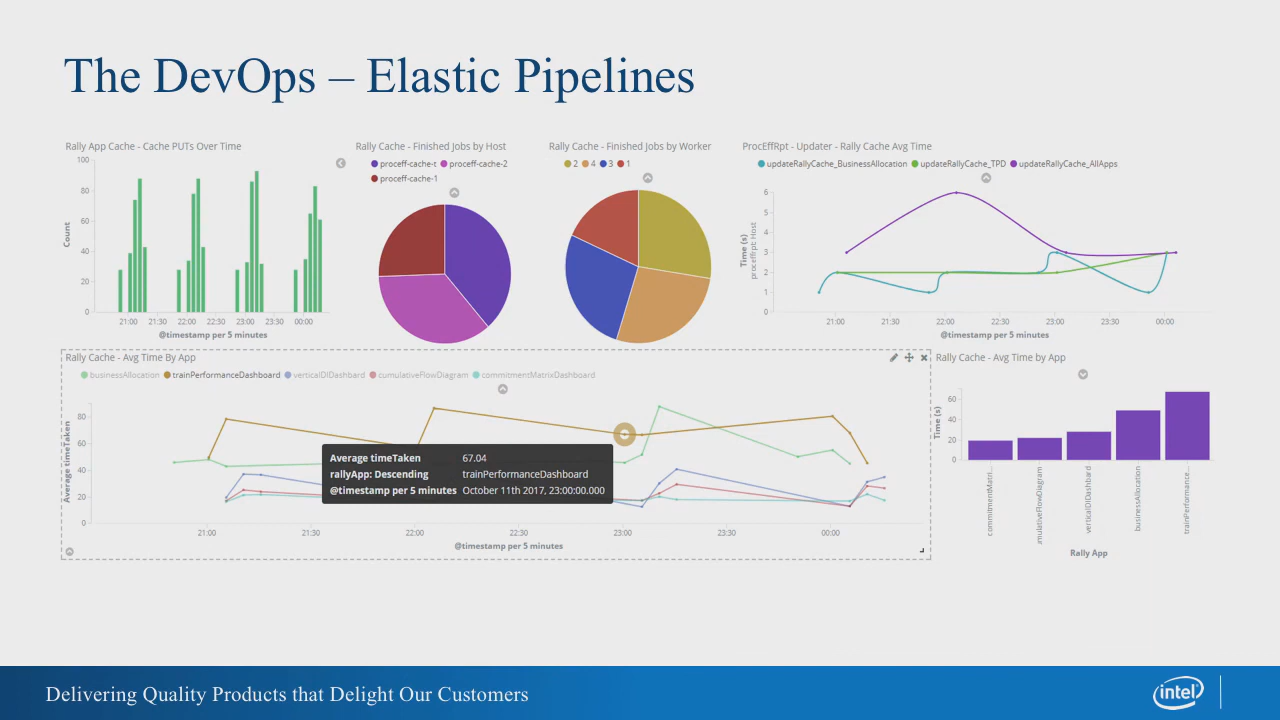 The DevOps – Elastic Pipelines
Rally App Cache - Cache PUTs Over Time
100
80
60
40
20
0
Count
21:00 21:30 22:00 22:30 23:00 23:30 00:00
@timestamp per 5 minutes
Rally Cache - Finished Jobs by Host
proceff-cache-t proceff-cache-2
proceff-cache-1
Rally Cache - Finished Jobs by Worker
2 4 3 1
ProcEffRpt - Updater - Rally Cache Avg Time
updateRallyCache_BusinessAllocation updateRallyCache_TPD updateRallyCache_AllApps
6
5
4
3
2
1
0
Time (s)
proceffrpt: Host
21:00 21:30 22:00 22:30 23:00 23:30 00:00
@timestamp per 5 minutes
Rally Cache - Avg Time By App
businessAllocation trainPerformanceDashboard verticalDIDashbard cumulativeFlowDiagram commitmentMatrixDashboard
80
60
40
20
0
Average timeTaken
Average timeTaken 67.04
rallyApp: Descending trainPerformanceDashboard
@timestamp per 5 minutes October 11th 2017, 23:00:00.000
21:00 21:30 22:00 22:30 23:00 23:30 00:00
@timestamp per 5 minutes
Rally Cache - Avg Time by App
60
40
20
0
Time (s)
commitmentMatri...
mulativeFlowDiagram
verticalDIDashbard
businessAllocation
trainPerformance...
Rally App
Delivering Quality Products that Delight Our Customers
intel